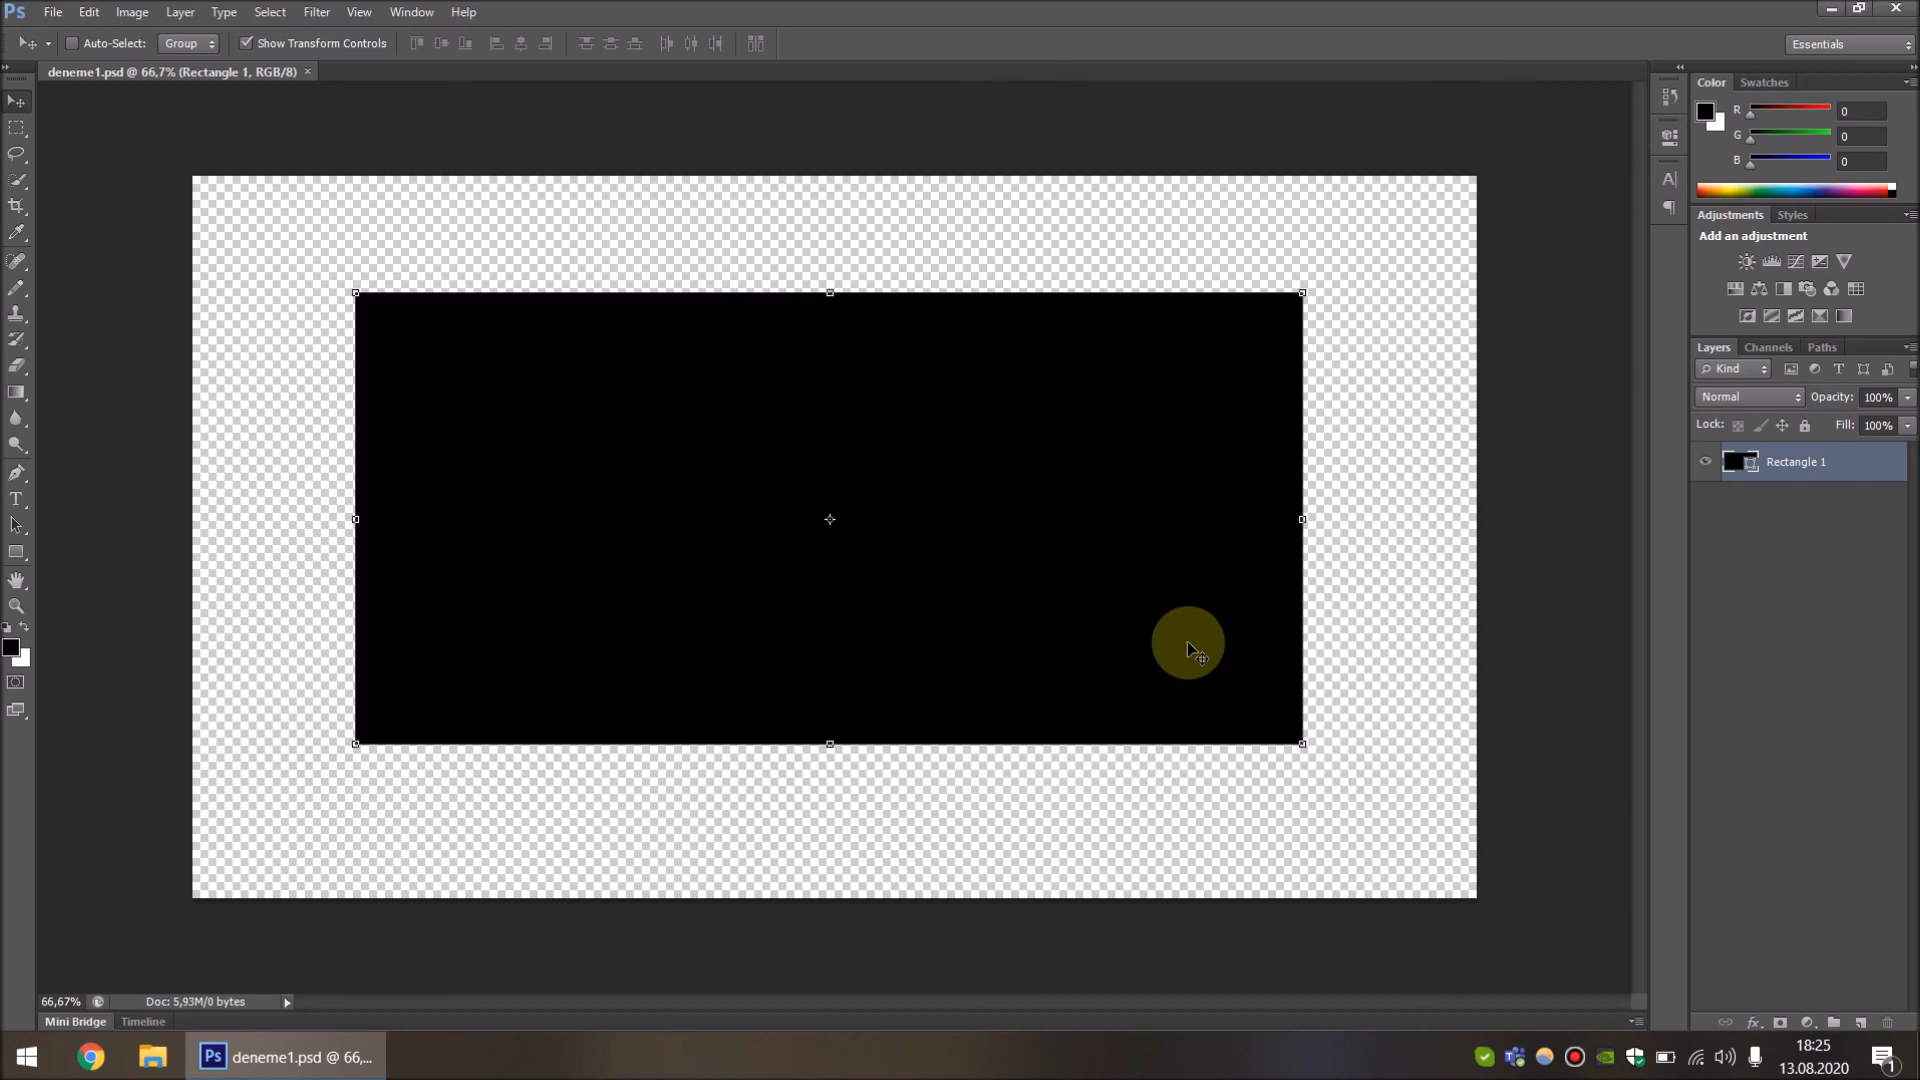 Ps File Edit Image Layer Type Select Filter View Window Help
Auto-Select: Group Show Transform Controls Essentials
deneme1.psd @ 66,7% (Rectangle 1, RGB/8) ×
Color Swatches
R 0
G 0
B 0
Adjustments Styles
Add an adjustment
Layers Channels Paths
Kind
Normal Opacity: 100%
Lock: Fill: 100%
Rectangle 1
66,67% Doc: 5,93M/0 bytes
Mini Bridge Timeline
Ps deneme1.psd @ 66,...
18:25
13.08.2020
1